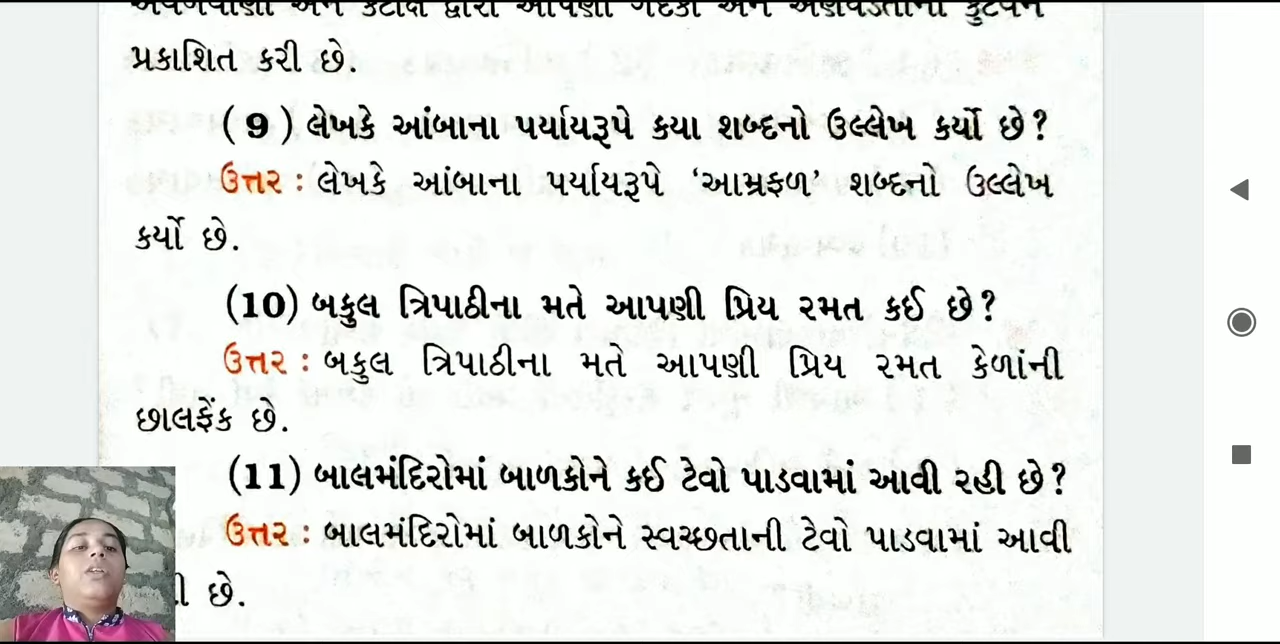 પ્રકાશિત કરી છે.
(9) લેખકે આંબાના પર્યાયરૂપે કયા શબ્દનો ઉલ્લેખ કર્યો છે?
ઉત્તર : લેખકે આંબાના પર્યાયરૂપે ‘આમ્રફળ’ શબ્દનો ઉલ્લેખ
કર્યો છે.
(10) બકુલ ત્રિપાઠીના મતે આપણી પ્રિય રમત કઈ છે?
ઉત્તર : બકુલ ત્રિપાઠીના મતે આપણી પ્રિય રમત કેળાંની
છાલફેંક છે.
(11) બાલમંદિરોમાં બાળકોને કઈ ટેવો પાડવામાં આવી રહી છે?
ઉત્તર : બાલમંદિરોમાં બાળકોને સ્વચ્છતાની ટેવો પાડવામાં આવી
છે.